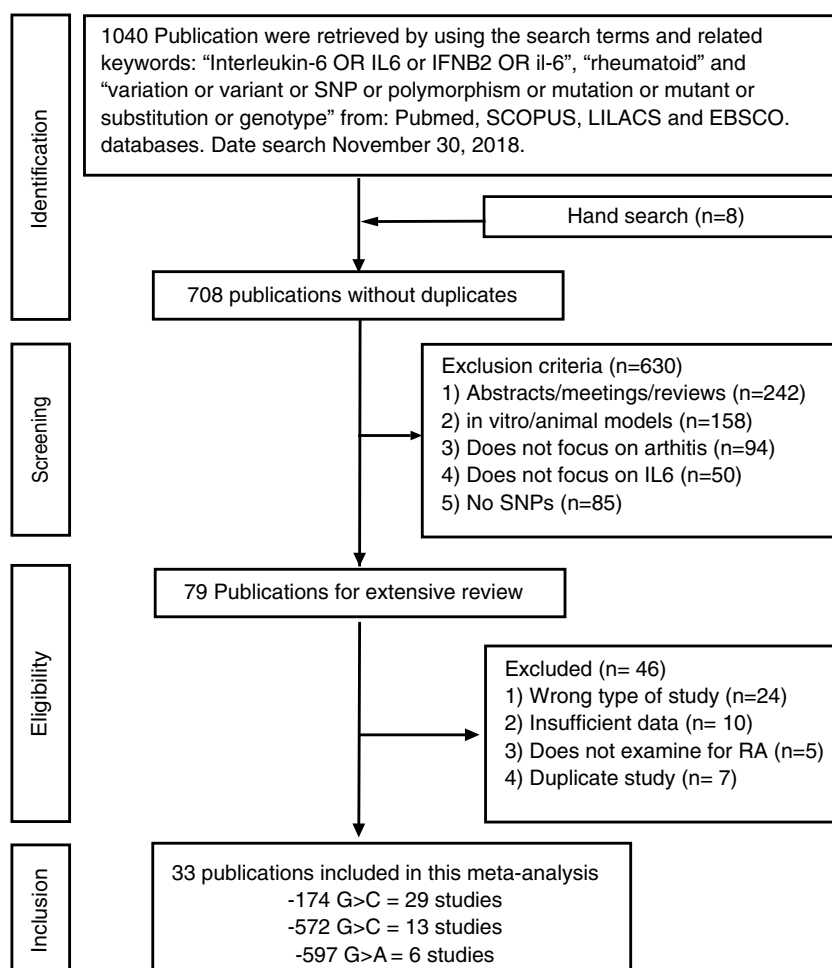 Identification
1040 Publication were retrieved by using the search terms and related
keywords: “Interleukin-6 OR IL6 or IFNB2 OR il-6”, “rheumatoid” and
“variation or variant or SNP or polymorphism or mutation or mutant or
substitution or genotype” from: Pubmed, SCOPUS, LILACS and EBSCO.
databases. Date search November 30, 2018.
Hand search (n=8)
708 publications without duplicates
Screening
Exclusion criteria (n=630)
1) Abstracts/meetings/reviews (n=242)
2) in vitro/animal models (n=158)
3) Does not focus on arthitis (n=94)
4) Does not focus on IL6 (n=50)
5) No SNPs (n=85)
79 Publications for extensive review
Eligibility
Excluded (n= 46)
1) Wrong type of study (n=24)
2) Insufficient data (n= 10)
3) Does not examine for RA (n=5)
4) Duplicate study (n= 7)
Inclusion
33 publications included in this meta-analysis
-174 G>C = 29 studies
-572 G>C = 13 studies
-597 G>A = 6 studies